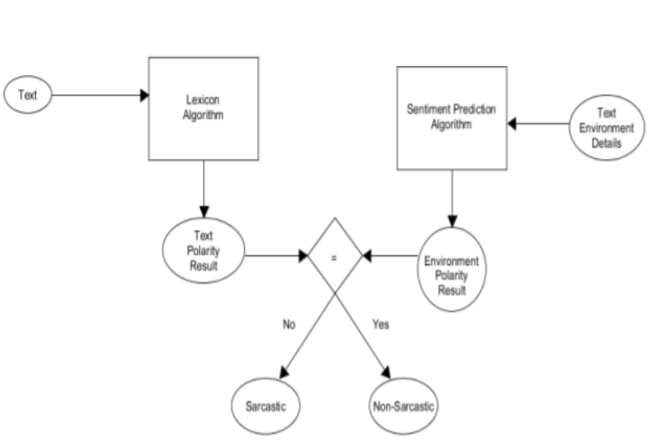 Text
Lexicon
Algorithm
Sentiment Prediction
Algorithm
Text
Environment
Details
Text
Polarity
Result
=
Environment
Polarity
Result
No
Yes
Sarcastic
Non-Sarcastic